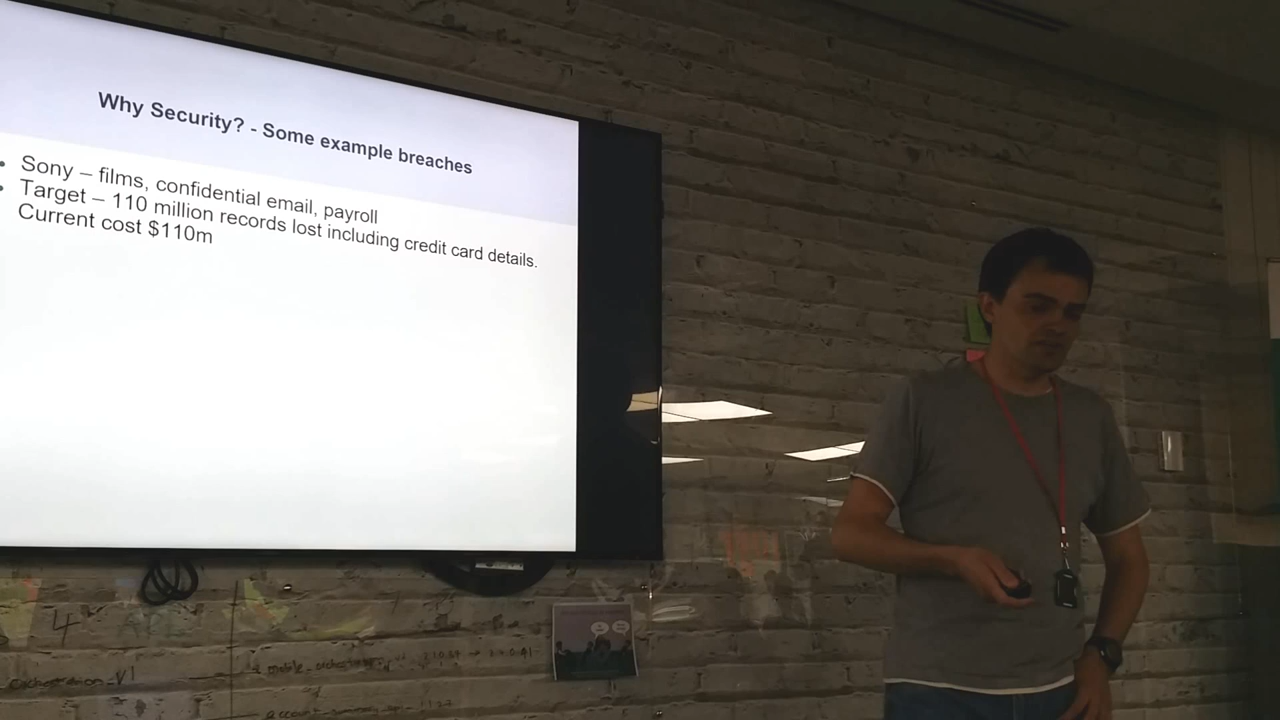 Why Security? - Some example breaches
• Sony – films, confidential email, payroll
• Target – 110 million records lost including credit card details.
Current cost $110m
4